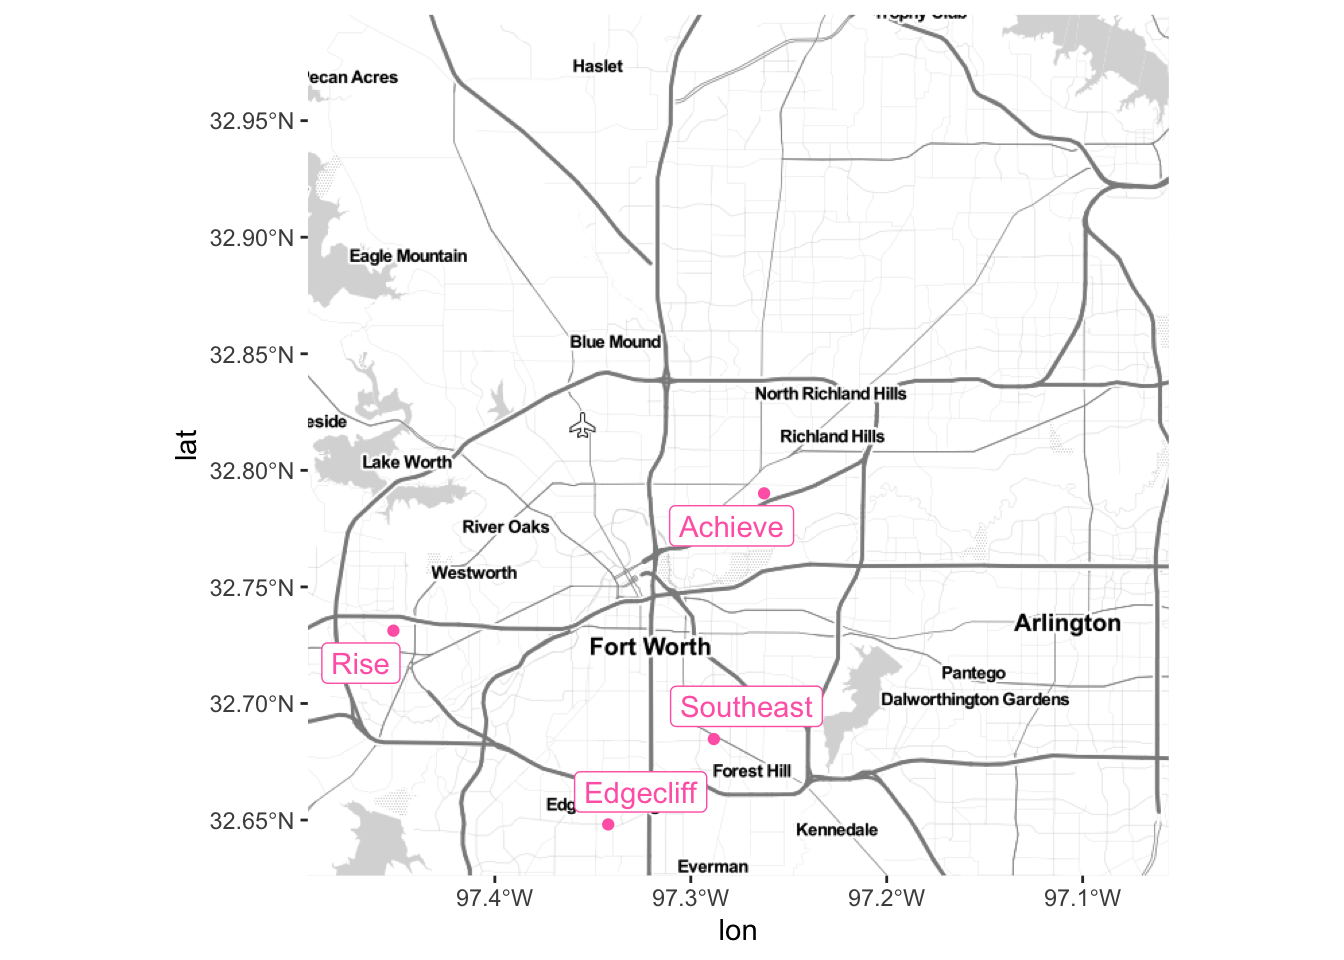 Trophy Club
Haslet
Pecan Acres
32.95°N
32.90°N
Eagle Mountain
32.85°N
Blue Mound
North Richland Hills
eside
Richland Hills
32.80°N
Lake Worth
lat
River Oaks
Achieve
Westworth
32.75°N
Arlington
Fort Worth
Rise
Pantego
32.70°N
Dalworthington Gardens
Southeast
Forest Hill
Edgecliff
Edg
32.65°N
Kennedale
Everman
97.4°W 97.3°W 97.2°W 97.1°W
lon